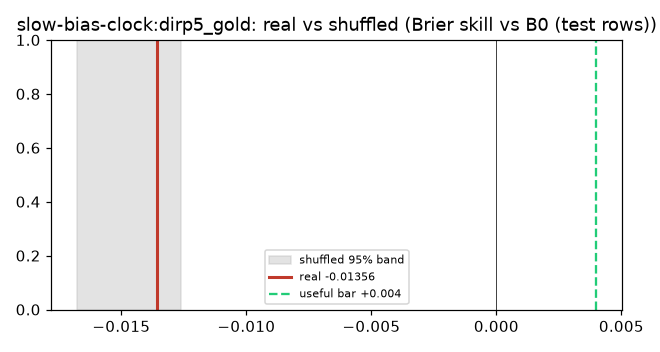 slow-bias-clock:dirp5_gold: real vs shuffled (Brier skill vs B0 (test rows))
1.0
0.8
0.6
0.4
0.2
0.0
shuffled 95% band
real -0.01356
useful bar +0.004
−0.015 −0.010 −0.005 0.000 0.005